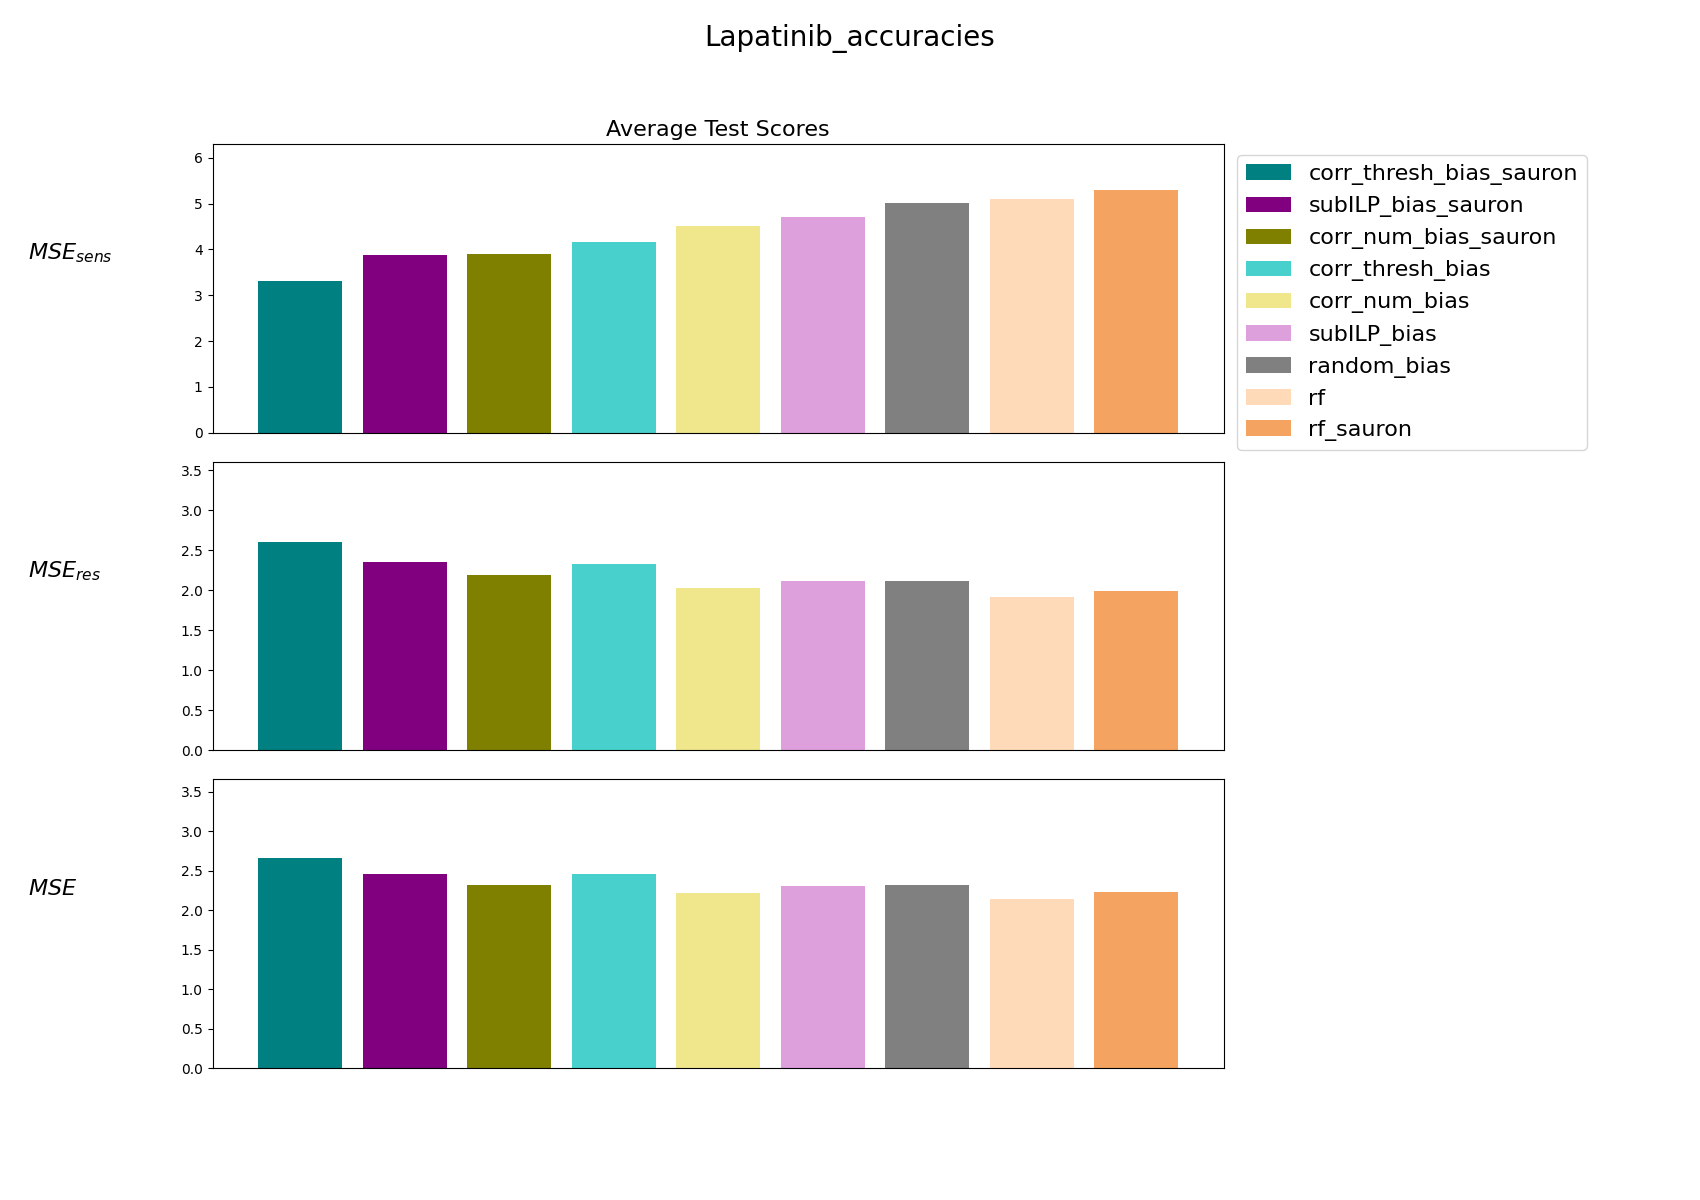 Lapatinib_accuracies
Average Test Scores
MSE_sens
6
5
4
3
2
1
0
corr_thresh_bias_sauron
subILP_bias_sauron
corr_num_bias_sauron
corr_thresh_bias
corr_num_bias
subILP_bias
random_bias
rf
rf_sauron
MSE_res
3.5
3.0
2.5
2.0
1.5
1.0
0.5
0.0
MSE
3.5
3.0
2.5
2.0
1.5
1.0
0.5
0.0